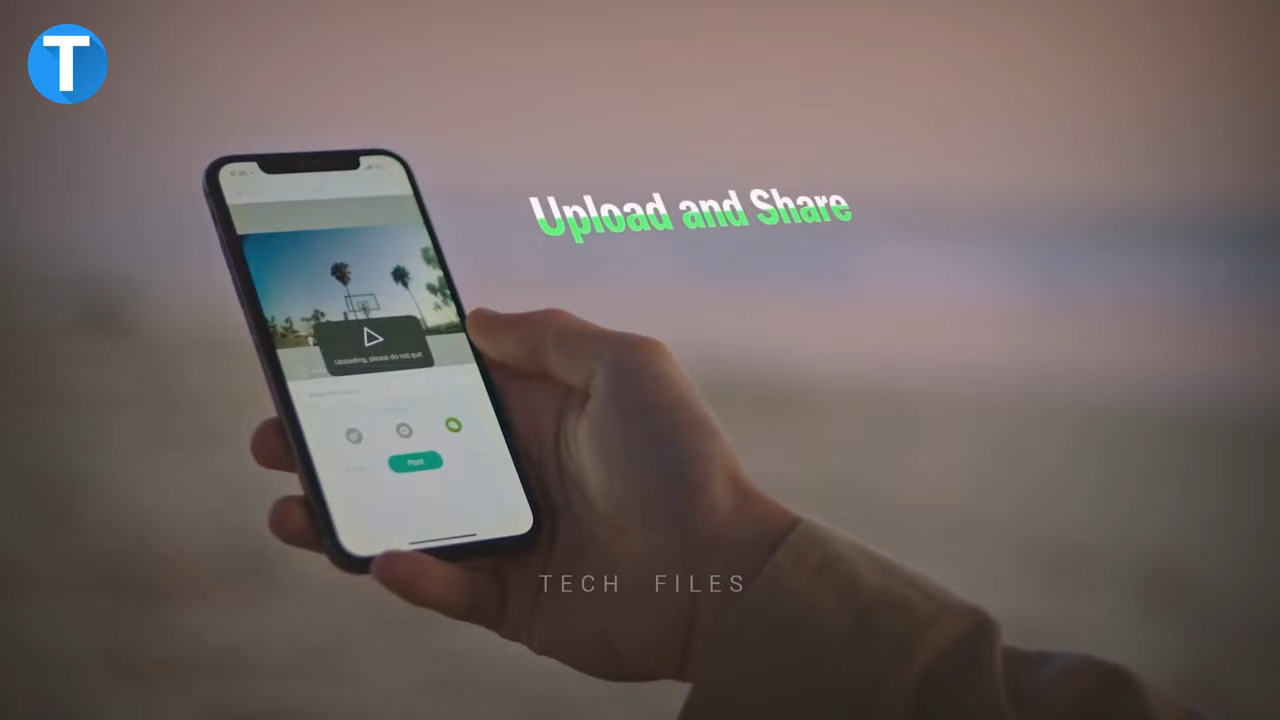 T
Upload and Share
Uploading, please do not quit
Post
TECH FILES